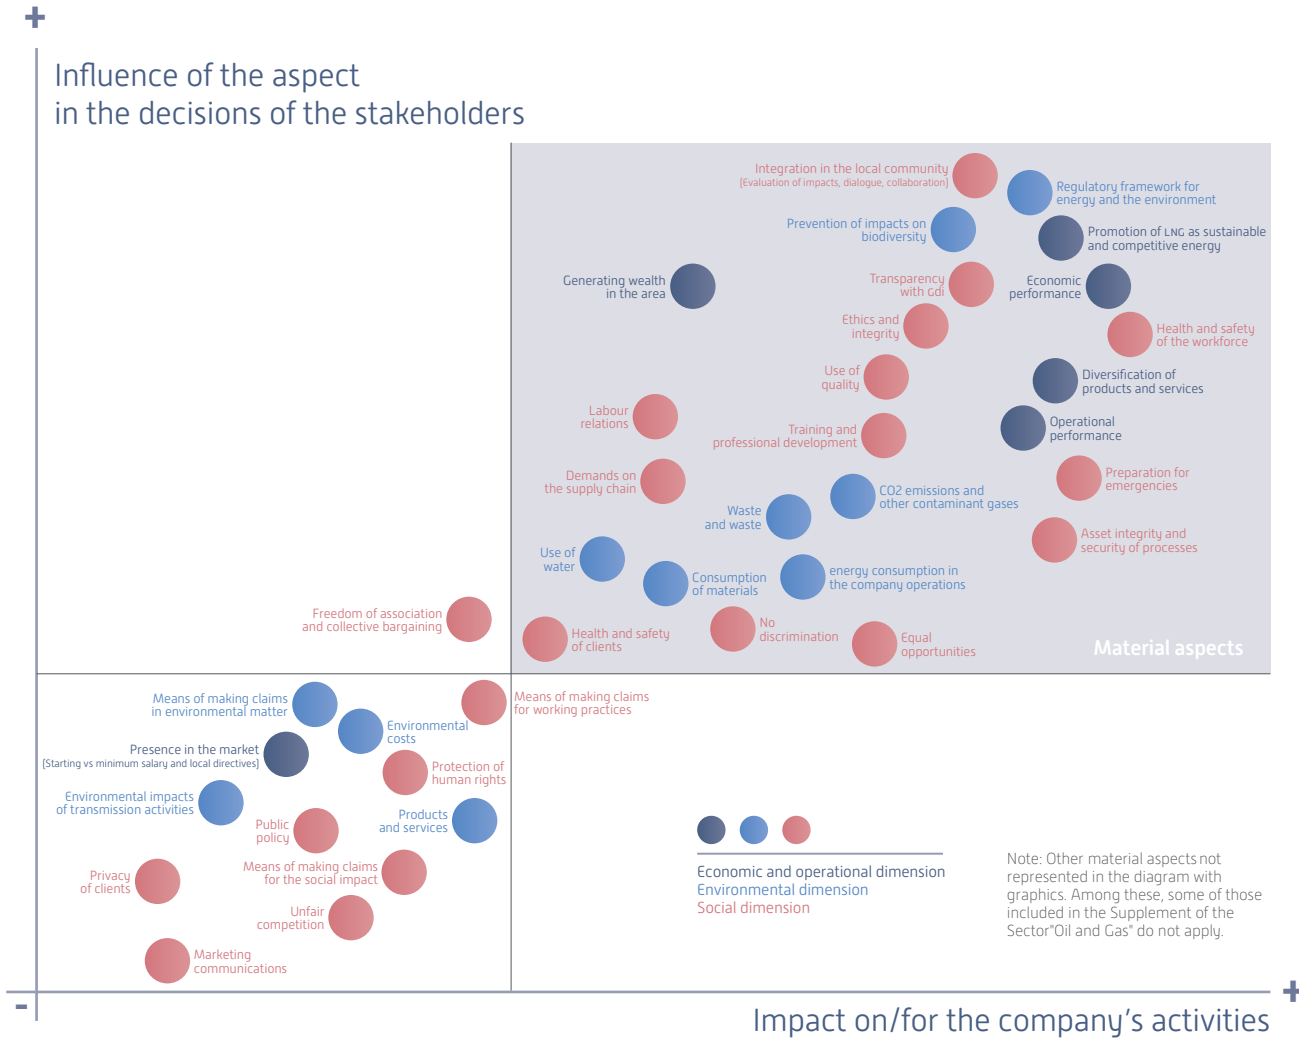 +
Influence of the aspect
in the decisions of the stakeholders
Integration in the local community
(Evaluation of impacts, dialogue, collaboration)
Regulatory framework for
energy and the environment
Prevention of impacts on
biodiversity
Promotion of LNG as sustainable
and competitive energy
Generating wealth
in the area
Transparency
with Gdi
Economic
performance
Ethics and
integrity
Health and safety
of the workforce
Use of
quality
Diversification of
products and services
Labour
relations
Training and
professional development
Operational
performance
Demands on
the supply chain
Preparation for
emergencies
CO2 emissions and
other contaminant gases
Waste
and waste
Asset integrity and
security of processes
Use of
water
Consumption
of materials
energy consumption in
the company operations
Freedom of association
and collective bargaining
Health and safety
of clients
No
discrimination
Equal
opportunities
Material aspects
Means of making claims
in environmental matter
Means of making claims
for working practices
Environmental
costs
Presence in the market
(Starting vs minimum salary and local directives)
Protection of
human rights
Environmental impacts
of transmission activities
Public
policy
Products
and services
Means of making claims
for the social impact
Privacy
of clients
Unfair
competition
Marketing
communications
Economic and operational dimension
Environmental dimension
Social dimension
Note: Other material aspects not
represented in the diagram with
graphics. Among these, some of those
included in the Supplement of the
Sector"Oil and Gas" do not apply.
-
+
Impact on/for the company's activities